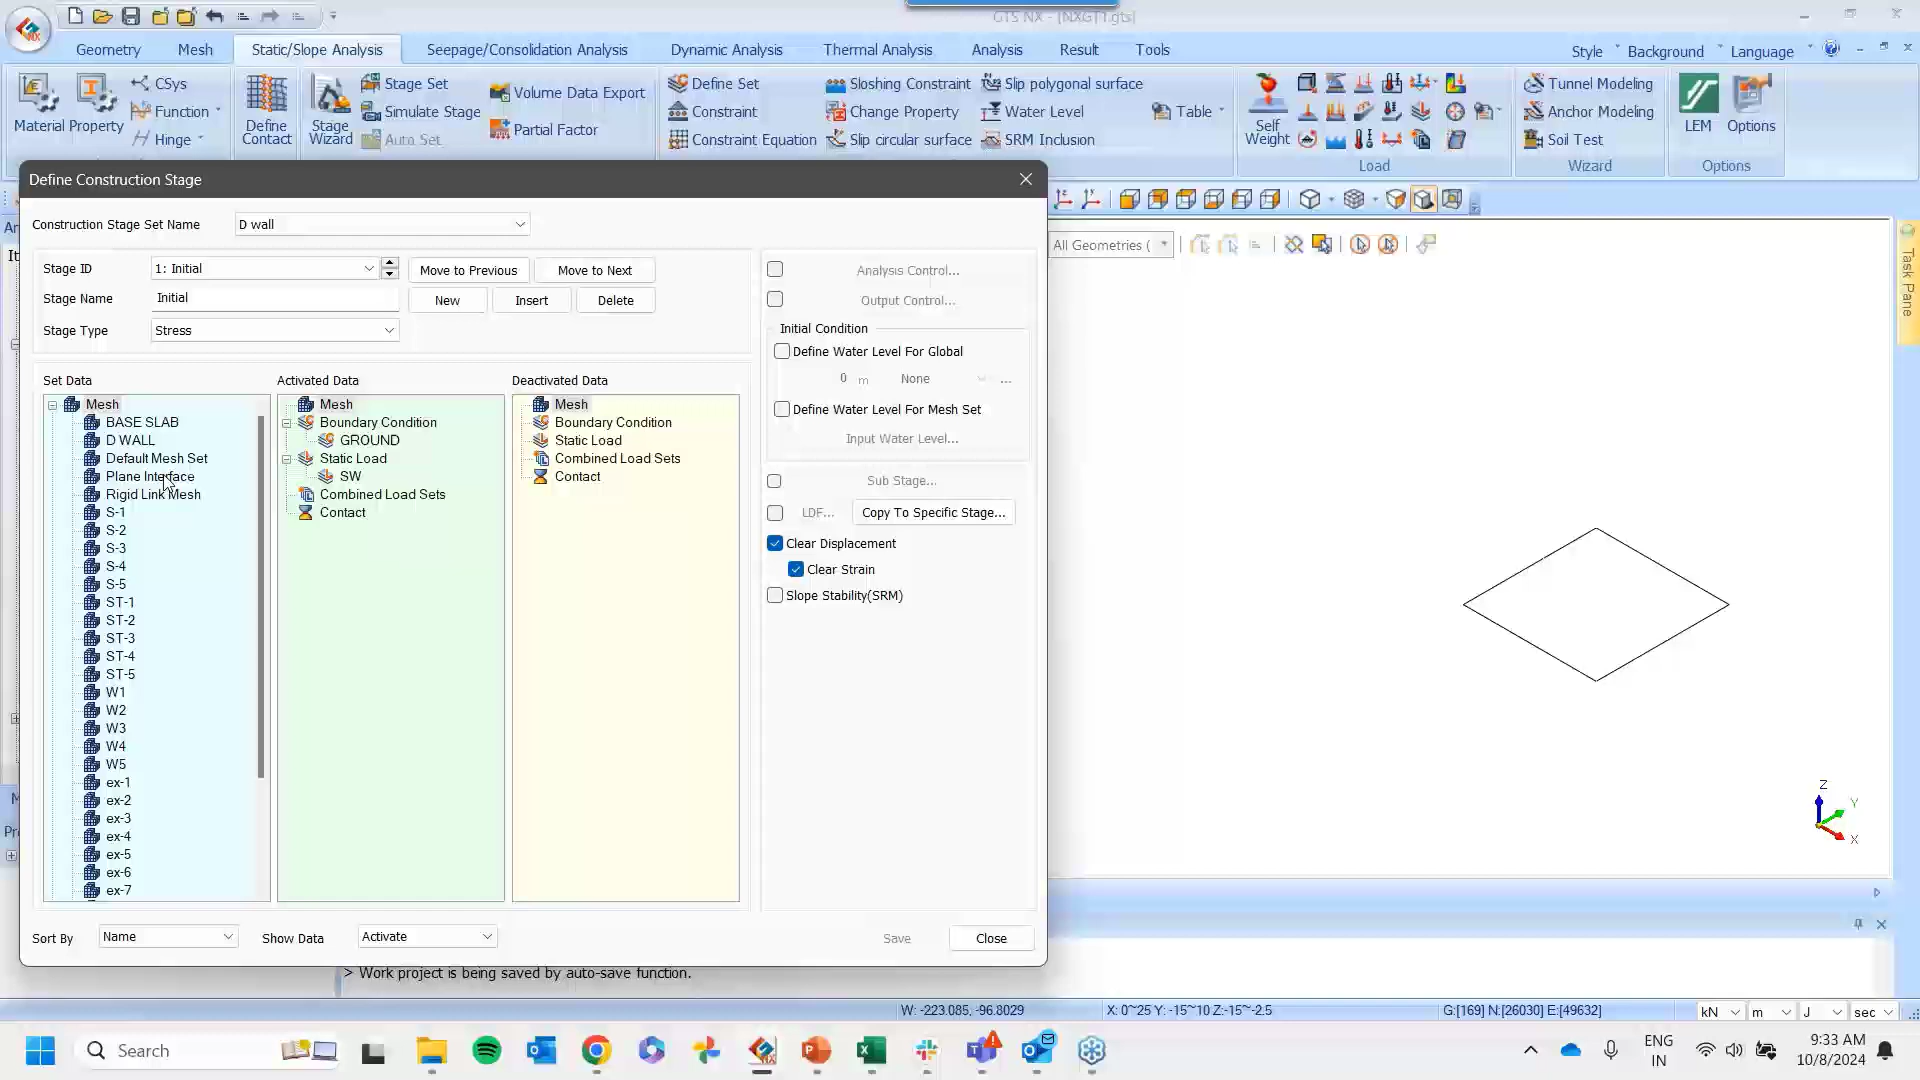 GTS NX - [NXGT1.gts]
Geometry Mesh Static/Slope Analysis Seepage/Consolidation Analysis Dynamic Analysis Thermal Analysis Analysis Result Tools Style Background Language
CSys Stage Set Volume Data Export Define Set Sloshing Constraint Slip polygonal surface Tunnel Modeling
Function Simulate Stage Constraint Change Property Water Level Table Anchor Modeling
Material Property Hinge Define Contact Stage Wizard Auto Set Partial Factor Constraint Equation Slip circular surface SRM Inclusion Self Weight Soil Test LEM Options
Load Wizard Options
Define Construction Stage
Construction Stage Set Name D wall
All Geometries (
Stage ID 1: Initial Move to Previous Move to Next
Stage Name Initial New Insert Delete
Stage Type Stress
Analysis Control...
Output Control...
Initial Condition
Define Water Level For Global
0 m None ...
Define Water Level For Mesh Set
Input Water Level...
Sub Stage...
LDF... Copy To Specific Stage...
Clear Displacement
Clear Strain
Slope Stability(SRM)
Set Data
Mesh
BASE SLAB
D WALL
Default Mesh Set
Plane Interface
Rigid Link Mesh
S-1
S-2
S-3
S-4
S-5
ST-1
ST-2
ST-3
ST-4
ST-5
W1
W2
W3
W4
W5
ex-1
ex-2
ex-3
ex-4
ex-5
ex-6
ex-7
Activated Data
Mesh
Boundary Condition
GROUND
Static Load
SW
Combined Load Sets
Contact
Deactivated Data
Mesh
Boundary Condition
Static Load
Combined Load Sets
Contact
Sort By Name Show Data Activate Save Close
Task Pane
Z
Y
X
> Work project is being saved by auto-save function.
W: -223.085, -96.8029 X: 0~25 Y: -15~10 Z:-15~-2.5 G:[169] N:[26030] E:[49632] kN m J sec
Search
ENG
IN
9:33 AM
10/8/2024